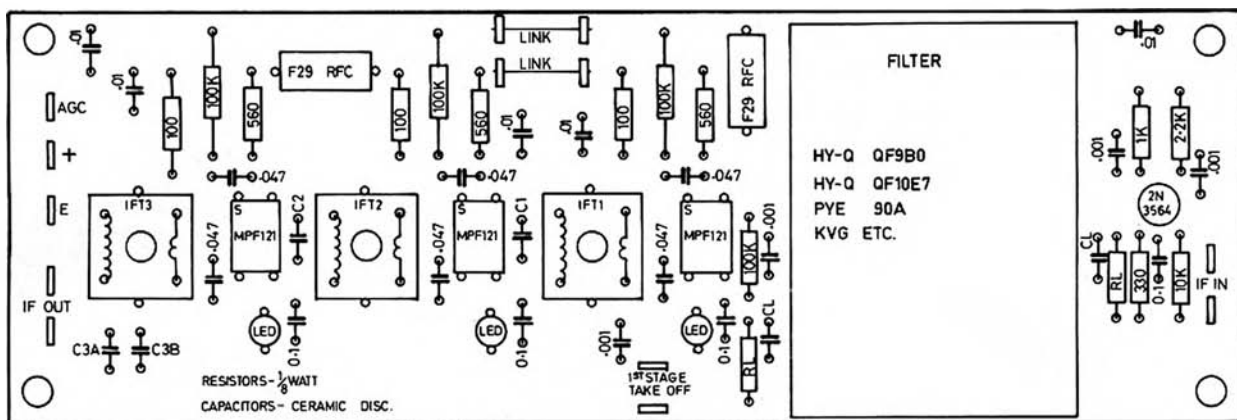 .01
LINK
LINK
.01
AGC
+
E
IF OUT
.01
100
100K
560
F29 RFC
100
100K
560
.01
.01
100
100K
560
F29 RFC
FILTER
HY-Q QF9B0
HY-Q QF10E7
PYE 90A
KVG ETC.
.001
1K
2·2K
.001
2N
3564
CL
RL
330
0·1
10K
IF IN
·047
·047
·047
IFT3
·047
S
MPF121
C2
IFT2
·047
S
MPF121
C1
IFT1
·047
S
MPF121
100K
.001
LED
0·1
LED
0·1
LED
0·1
CL
RL
C3A
C3B
.001
RESISTORS - 1/8 WATT
CAPACITORS - CERAMIC DISC.
1ST STAGE
TAKE OFF